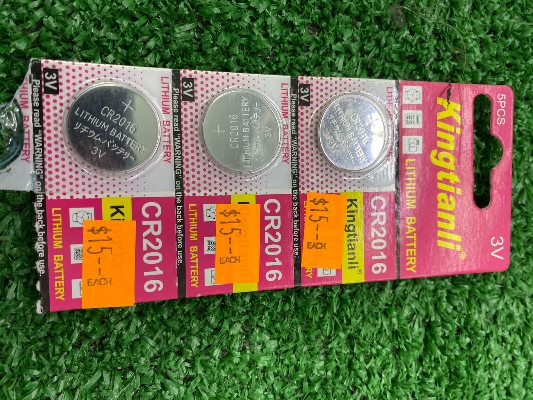 5PCS
Kingtianli
3V
LITHIUM BATTERY
3V
CR2016
LITHIUM BATTERY
リチウムバッテリー
3V
Please read "WARNING" on
the back before use.
CR2016
LITHIUM BATTERY
Ki
$15--
EACH
3V
CR2016
LITHIUM BATTERY
3V
Please read "WARNING" on
the back before use.
CR2016
LITHIUM BATTERY
$15--
EACH
3V
CR2016
Please read "WARNING" on
the back before use.
CR2016
LITHIUM BATTERY
Kingtianli
$15--
EACH